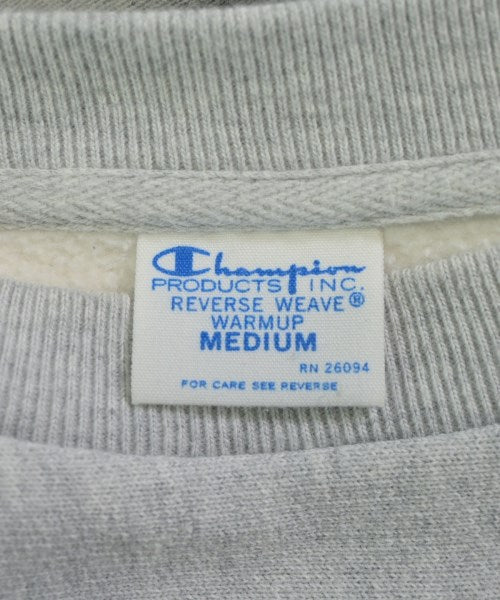 Champion
PRODUCTS INC.
REVERSE WEAVE®
WARMUP
MEDIUM
RN 26094
FOR CARE SEE REVERSE